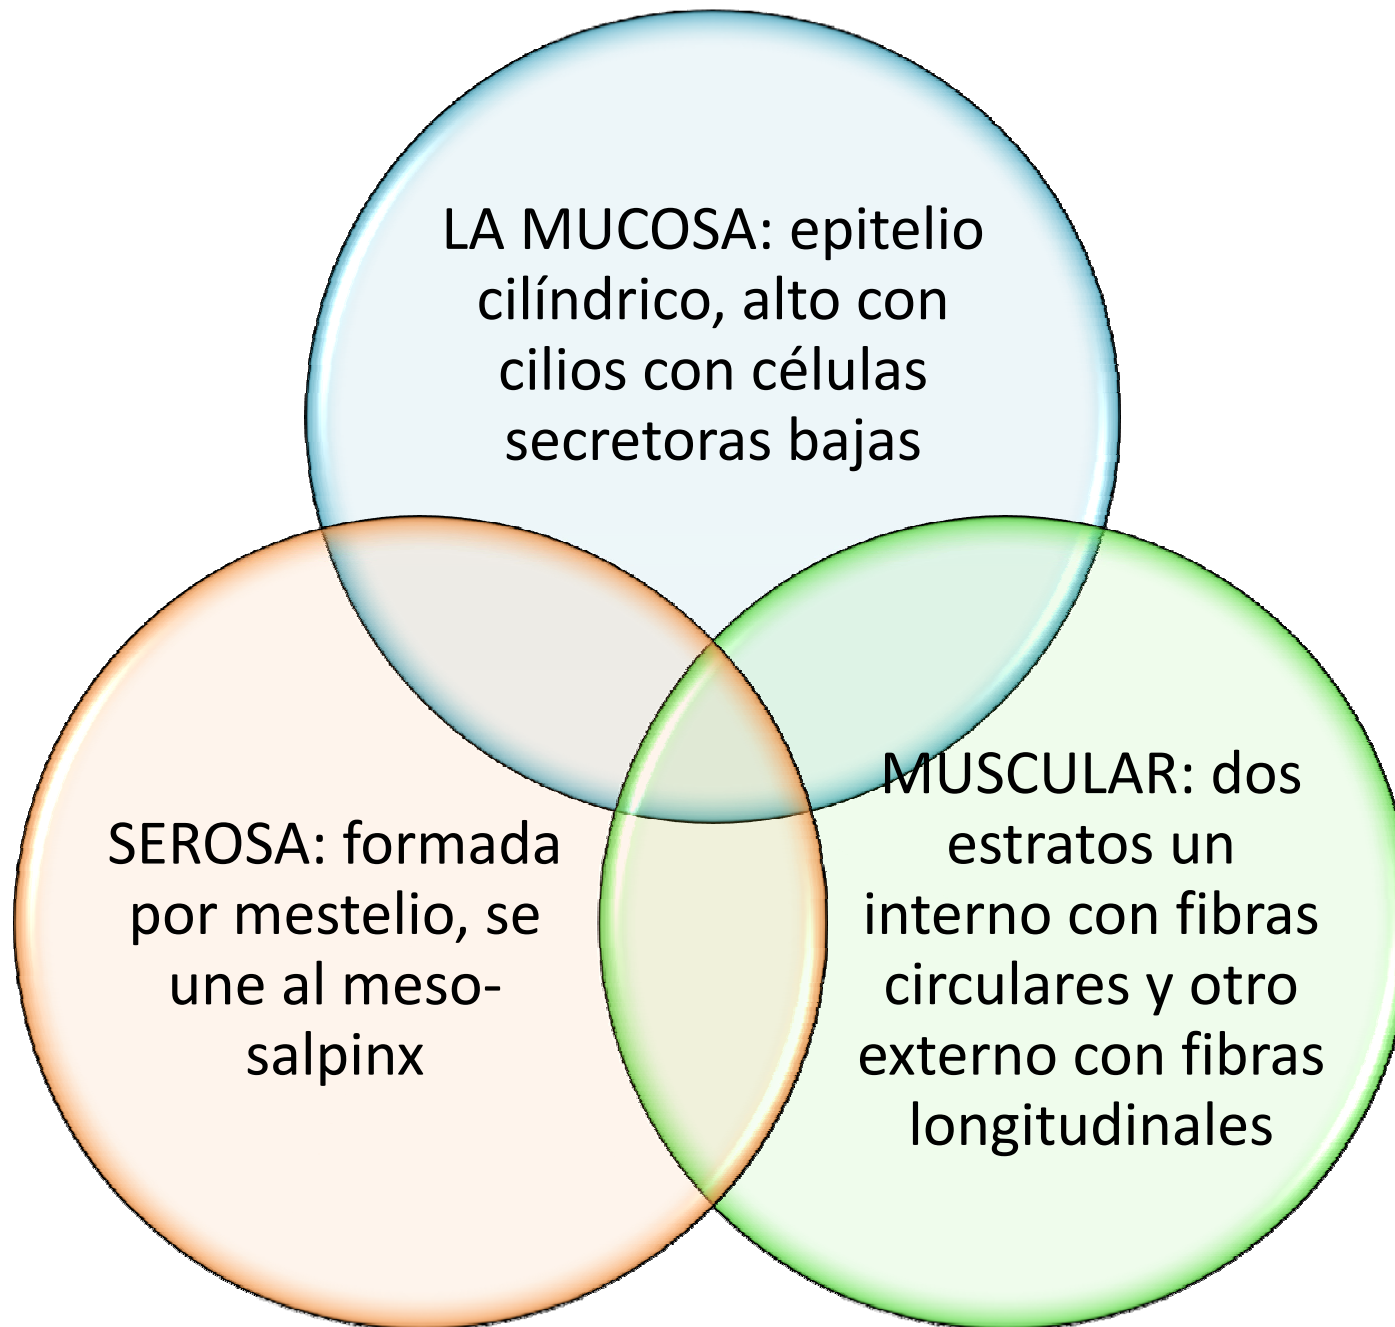 LA MUCOSA: epitelio
cilíndrico, alto con
cilios con células
secretoras bajas
SEROSA: formada
por mestelio, se
une al meso-
salpinx
MUSCULAR: dos
estratos un
interno con fibras
circulares y otro
externo con fibras
longitudinales